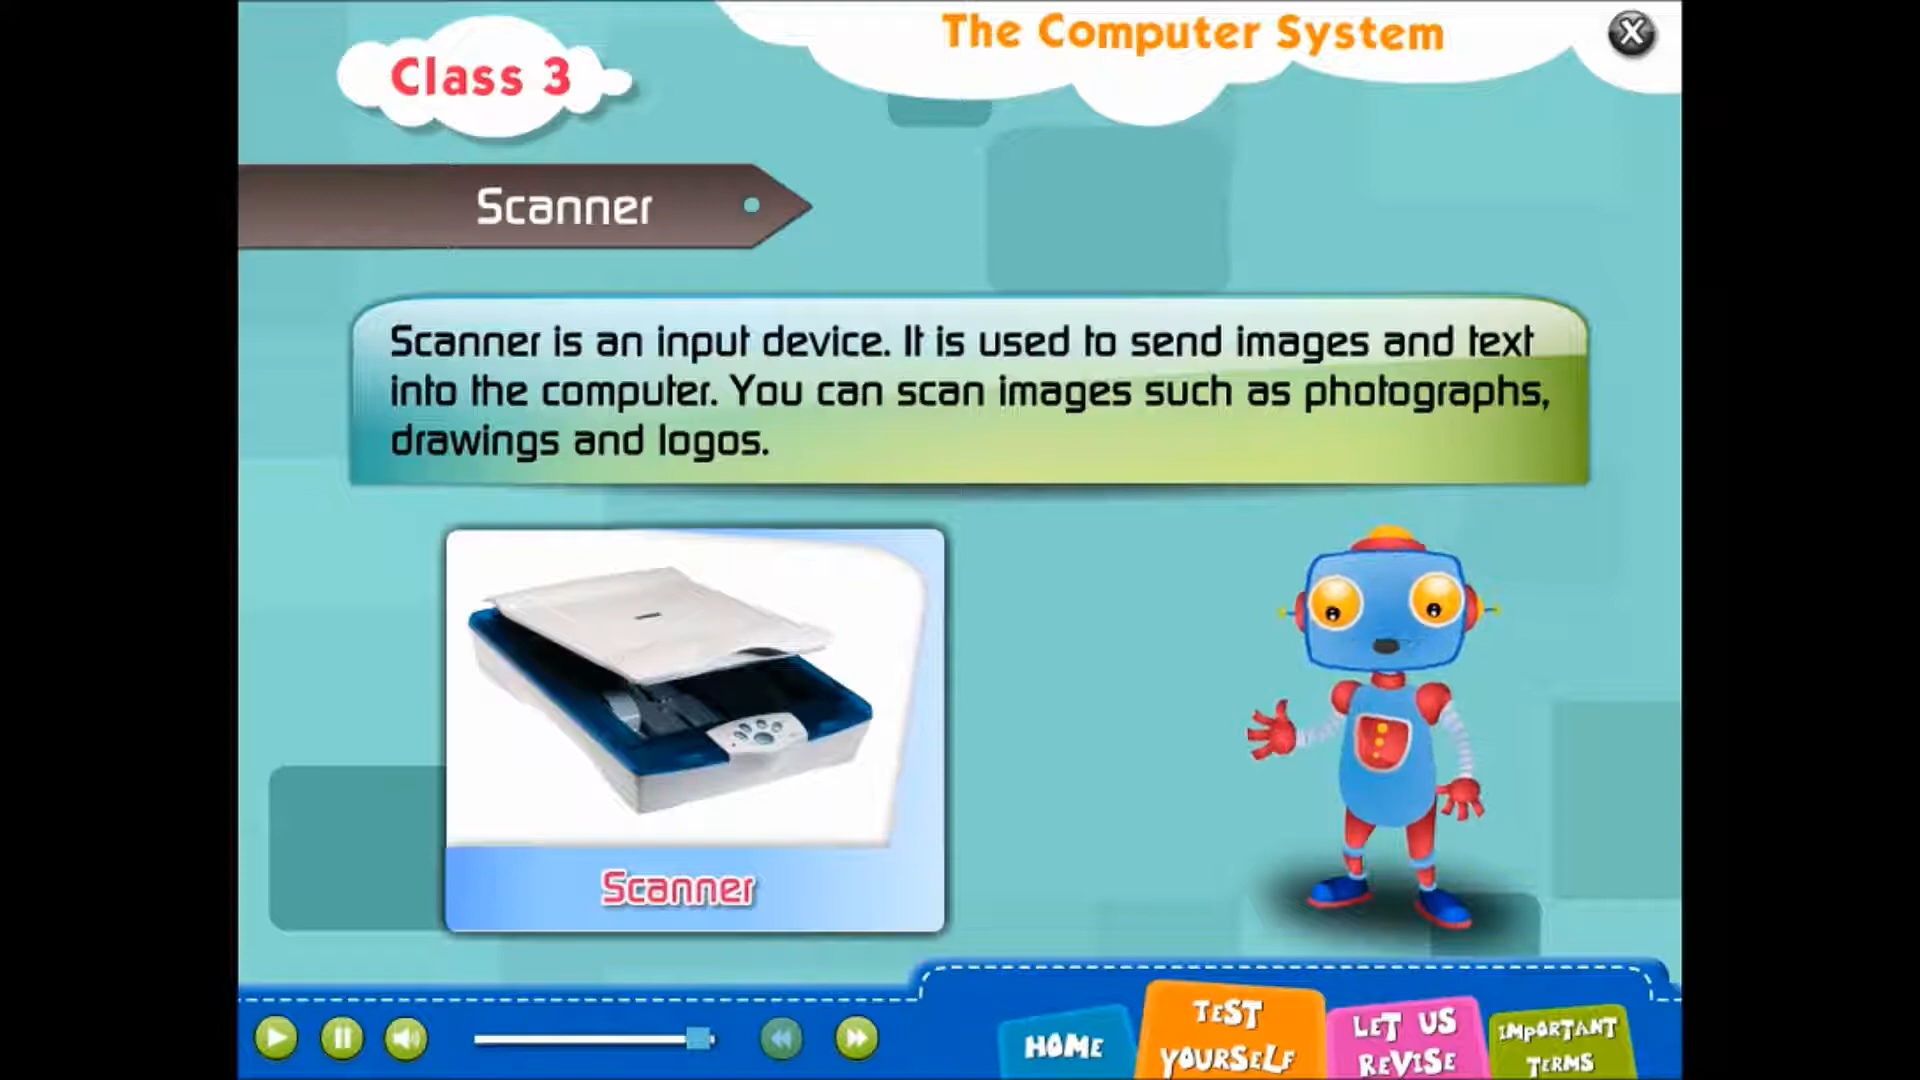 The Computer System
X
Class 3
Scanner
Scanner is an input device. It is used to send images and text
into the computer. You can scan images such as photographs,
drawings and logos.
Scanner
HOME
TEST
YOURSELF
LET US
REVISE
IMPORTANT
TERMS